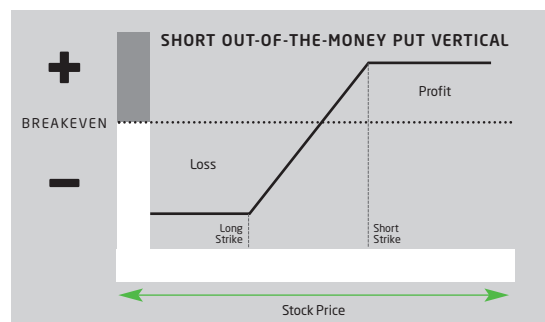 SHORT OUT-OF-THE-MONEY PUT VERTICAL
+
Profit
BREAKEVEN
Loss
–
Long
Strike
Short
Strike
Stock Price